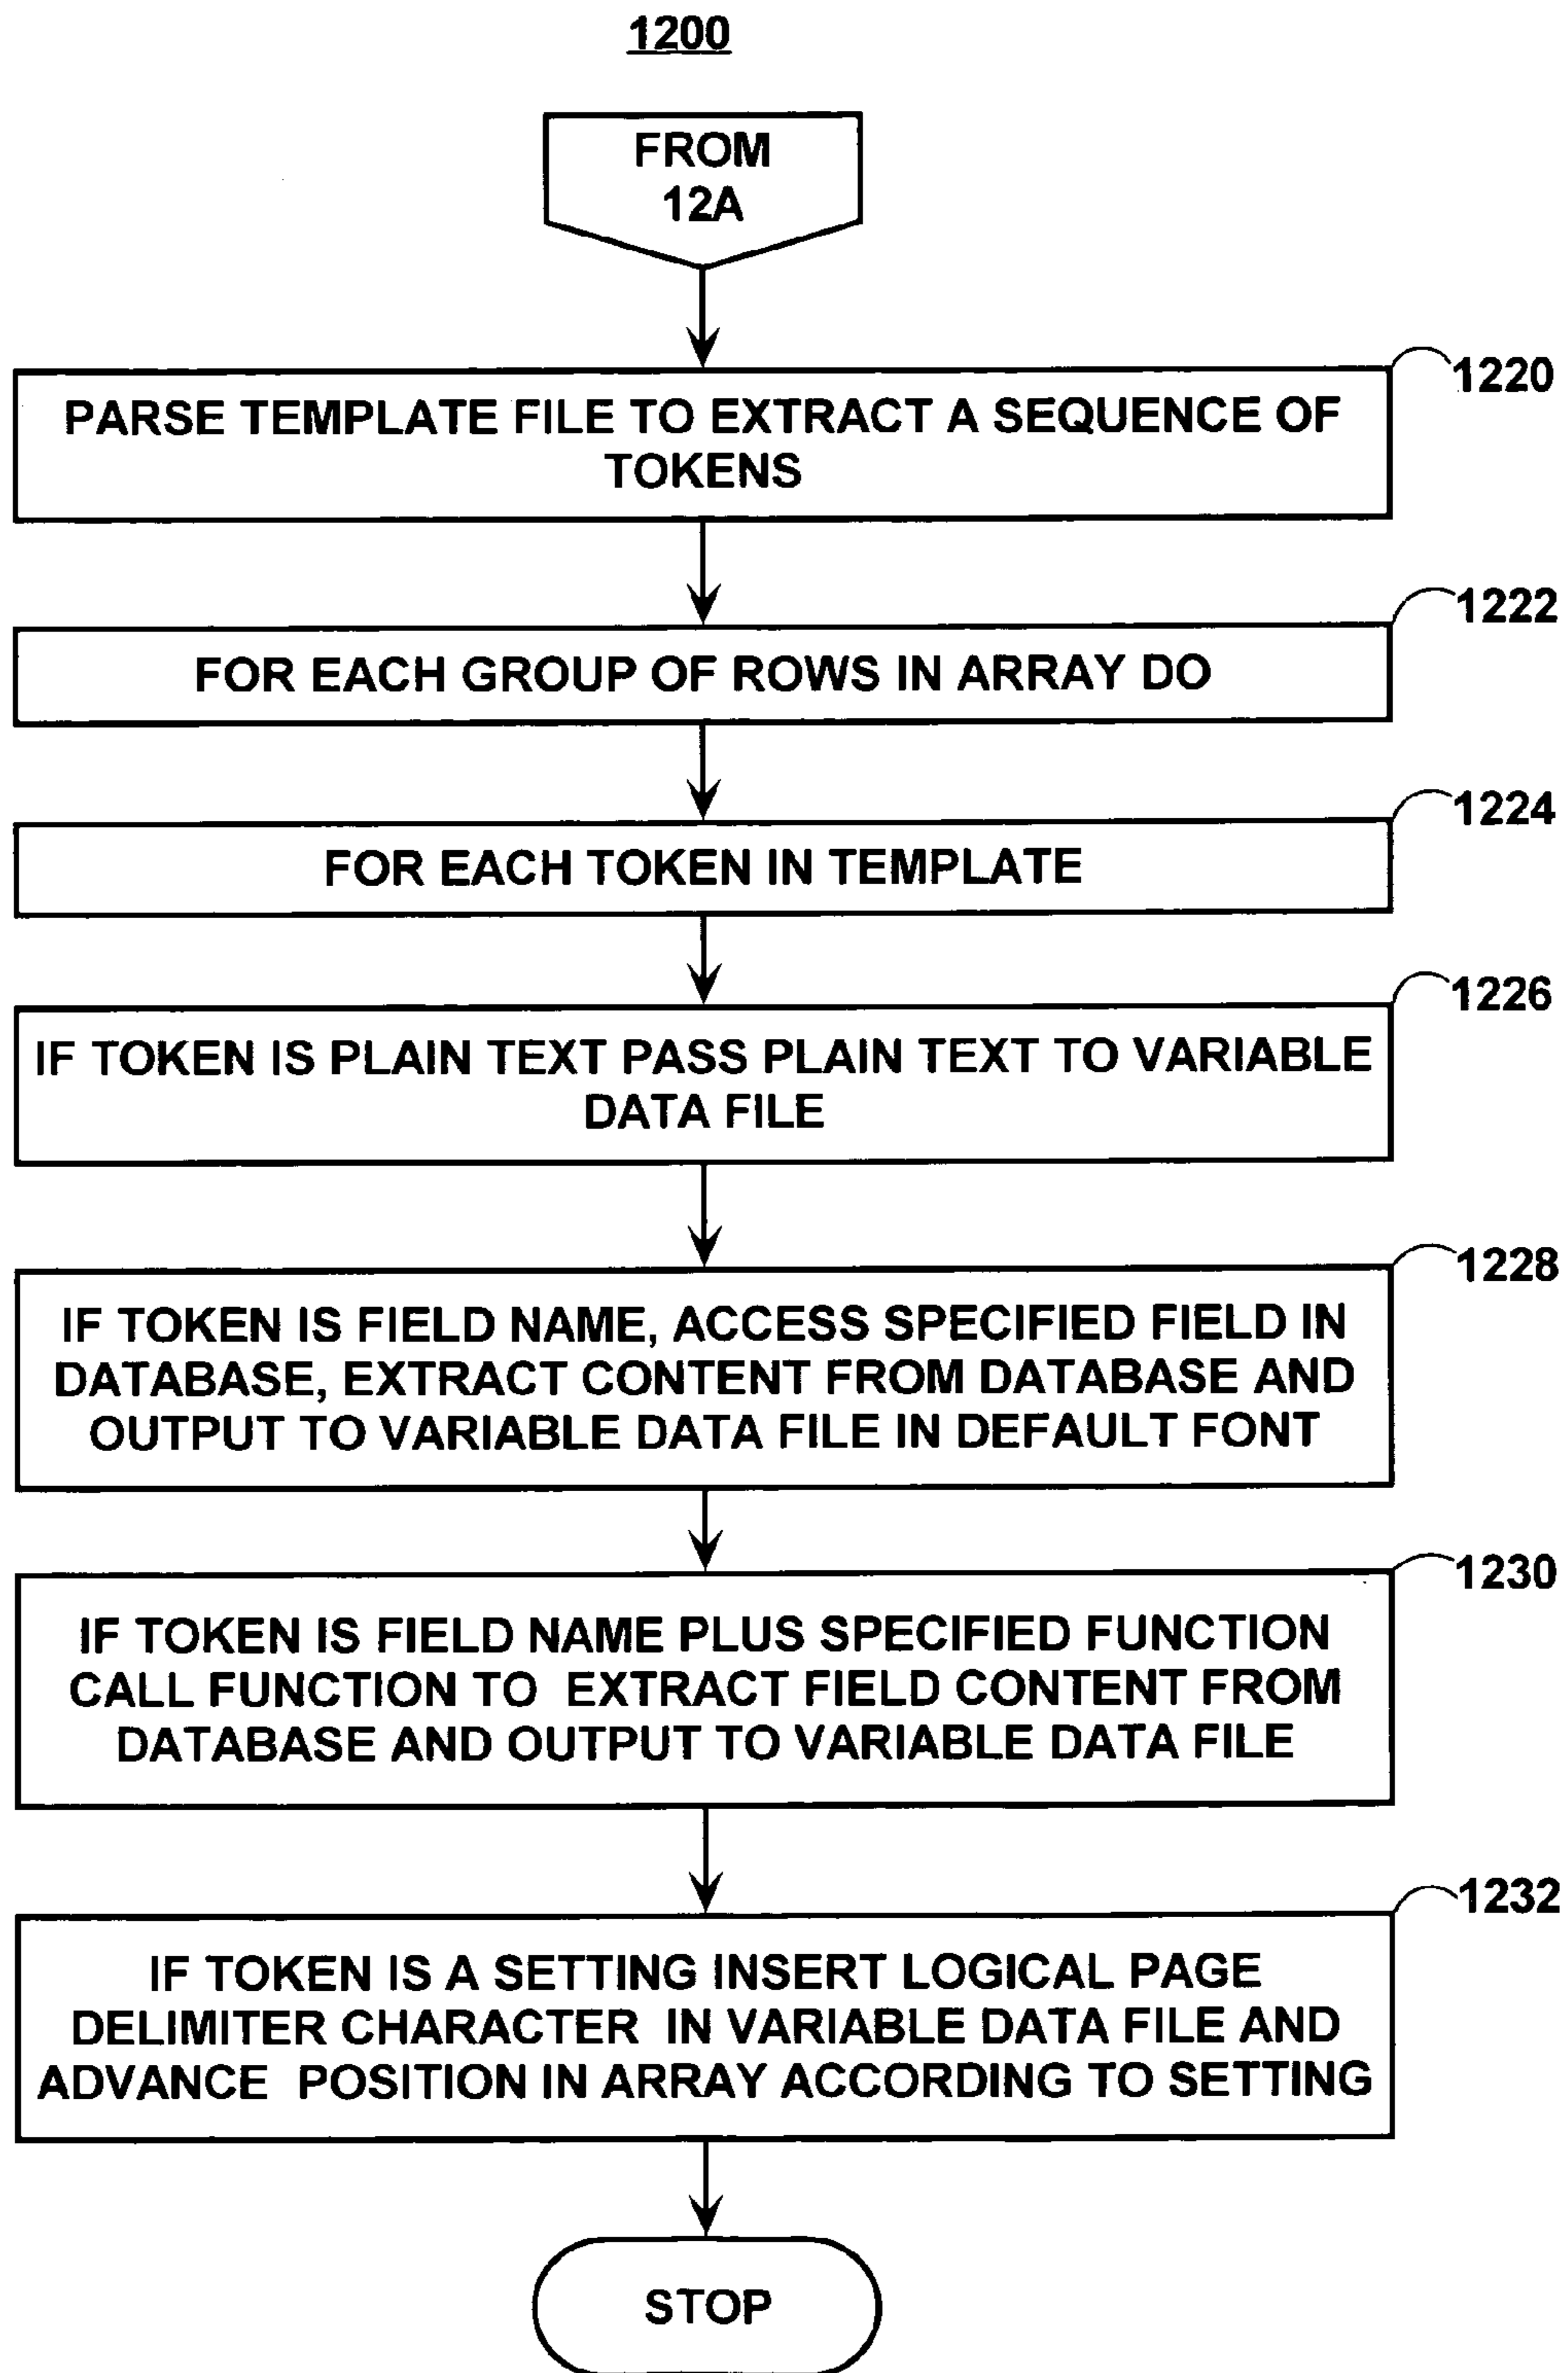 1200
FROM
12A
1220
PARSE TEMPLATE FILE TO EXTRACT A SEQUENCE OF
TOKENS
1222
FOR EACH GROUP OF ROWS IN ARRAY DO
1224
FOR EACH TOKEN IN TEMPLATE
1226
IF TOKEN IS PLAIN TEXT PASS PLAIN TEXT TO VARIABLE
DATA FILE
1228
IF TOKEN IS FIELD NAME, ACCESS SPECIFIED FIELD IN
DATABASE, EXTRACT CONTENT FROM DATABASE AND
OUTPUT TO VARIABLE DATA FILE IN DEFAULT FONT
1230
IF TOKEN IS FIELD NAME PLUS SPECIFIED FUNCTION
CALL FUNCTION TO EXTRACT FIELD CONTENT FROM
DATABASE AND OUTPUT TO VARIABLE DATA FILE
1232
IF TOKEN IS A SETTING INSERT LOGICAL PAGE
DELIMITER CHARACTER IN VARIABLE DATA FILE AND
ADVANCE POSITION IN ARRAY ACCORDING TO SETTING
STOP